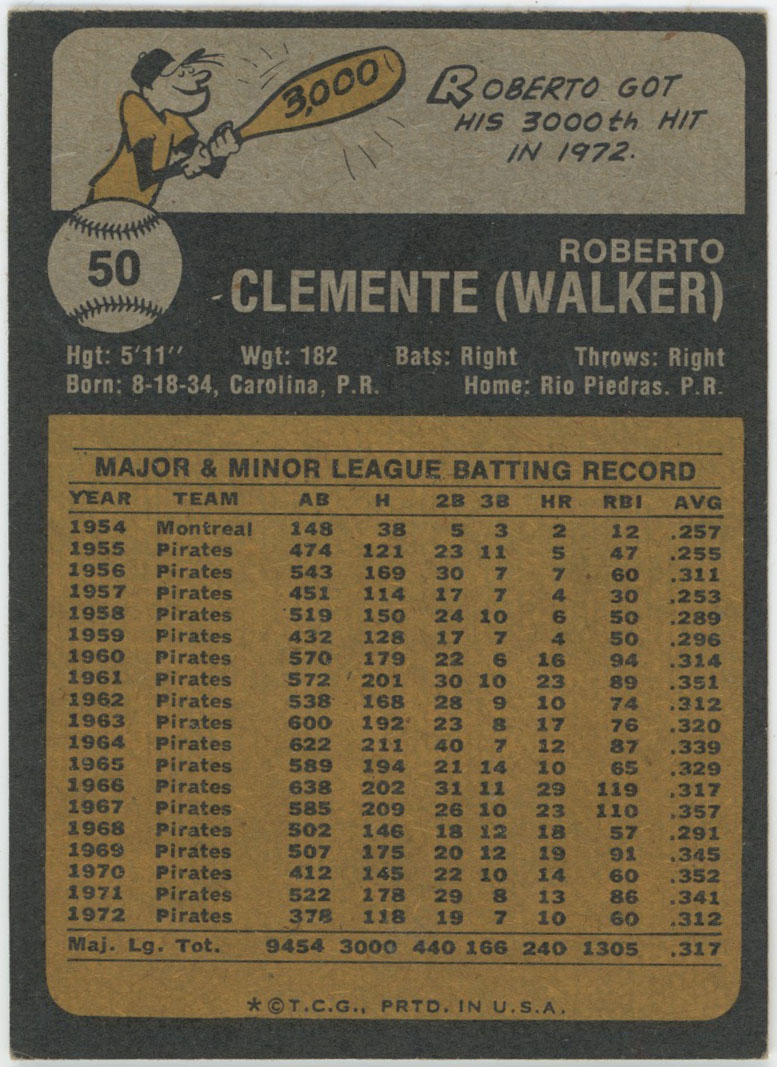 3,000
ROBERTO GOT
HIS 3000th HIT
IN 1972.
50
ROBERTO
CLEMENTE (WALKER)
Hgt: 5'11" Wgt: 182 Bats: Right Throws: Right
Born: 8-18-34, Carolina, P.R. Home: Rio Piedras. P.R.
MAJOR & MINOR LEAGUE BATTING RECORD
YEAR TEAM AB H 2B 3B HR RBI AVG
1954 Montreal 148 38 5 3 2 12 .257
1955 Pirates 474 121 23 11 5 47 .255
1956 Pirates 543 169 30 7 7 60 .311
1957 Pirates 451 114 17 7 4 30 .253
1958 Pirates 519 150 24 10 6 50 .289
1959 Pirates 432 128 17 7 4 50 .296
1960 Pirates 570 179 22 6 16 94 .314
1961 Pirates 572 201 30 10 23 89 .351
1962 Pirates 538 168 28 9 10 74 .312
1963 Pirates 600 192 23 8 17 76 .320
1964 Pirates 622 211 40 7 12 87 .339
1965 Pirates 589 194 21 14 10 65 .329
1966 Pirates 638 202 31 11 29 119 .317
1967 Pirates 585 209 26 10 23 110 .357
1968 Pirates 502 146 18 12 18 57 .291
1969 Pirates 507 175 20 12 19 91 .345
1970 Pirates 412 145 22 10 14 60 .352
1971 Pirates 522 178 29 8 13 86 .341
1972 Pirates 378 118 19 7 10 60 .312
Maj. Lg. Tot. 9454 3000 440 166 240 1305 .317
*©T.C.G., PRTD. IN U.S.A.